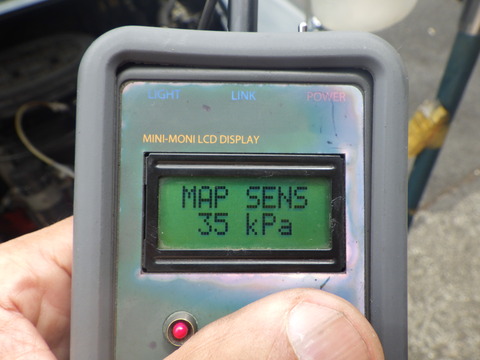 LIGHT LINK POWER
MINI-MONI LCD DISPLAY
MAP SENS
35 kPa